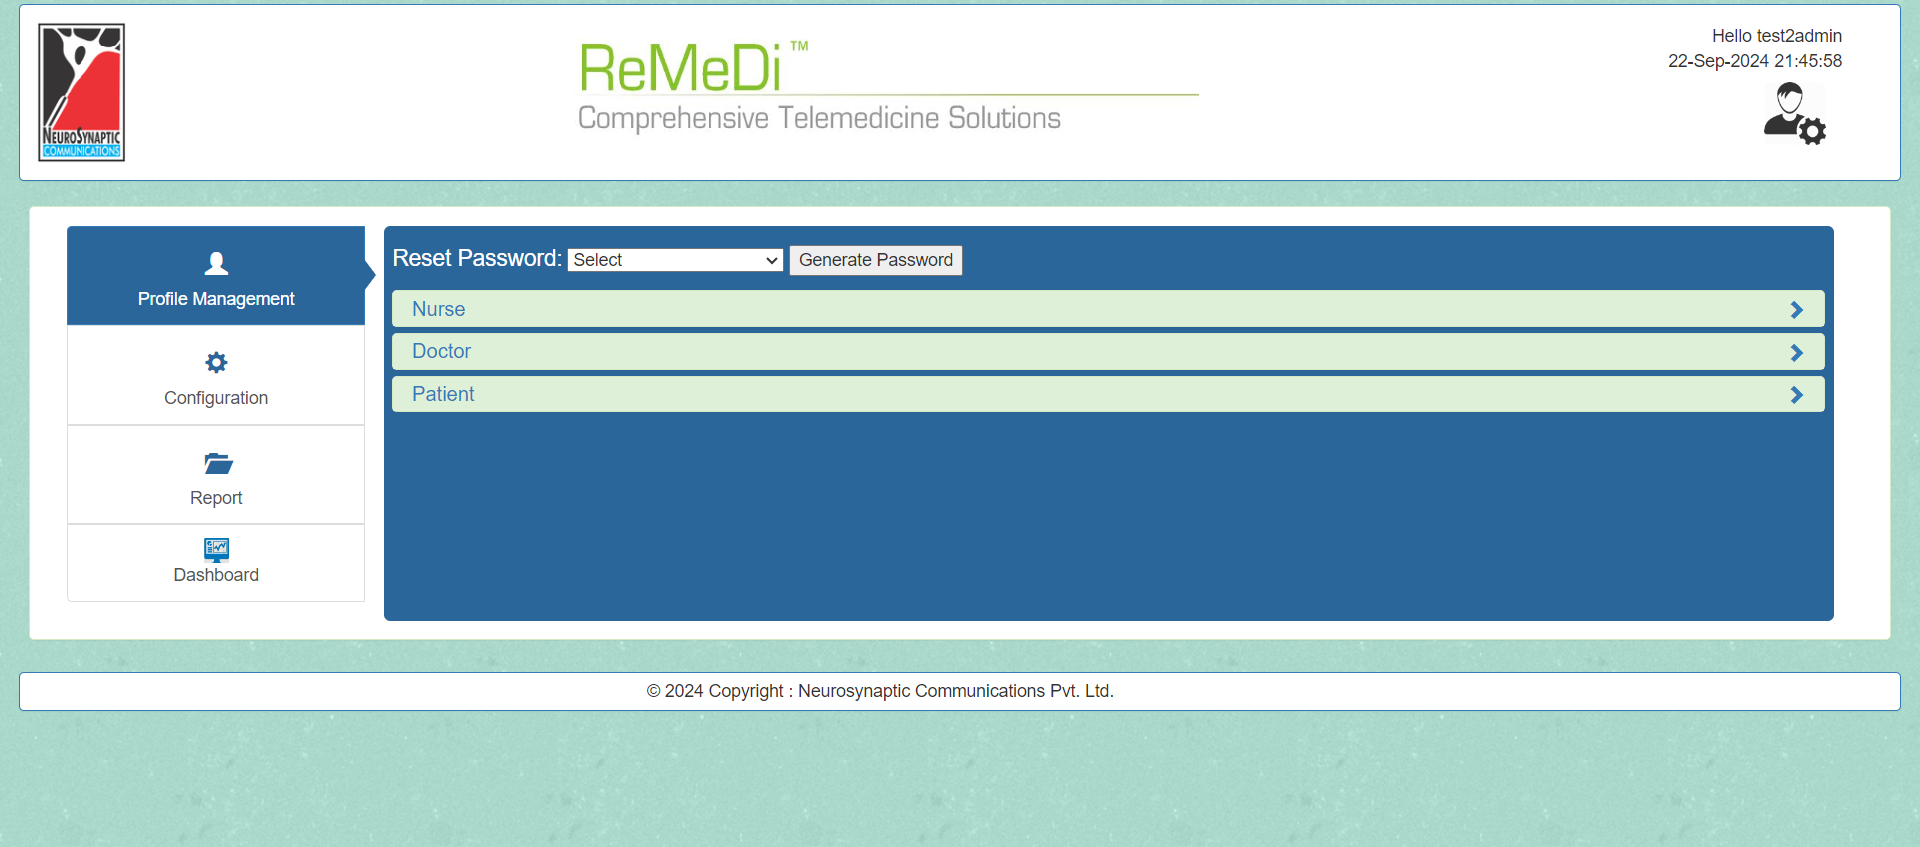 NEUROSYNAPTIC
COMMUNICATIONS
ReMeDi™
Comprehensive Telemedicine Solutions
Hello test2admin
22-Sep-2024 21:45:58
Profile Management
Configuration
Report
Dashboard
Reset Password: Select Generate Password
Nurse
Doctor
Patient
© 2024 Copyright : Neurosynaptic Communications Pvt. Ltd.